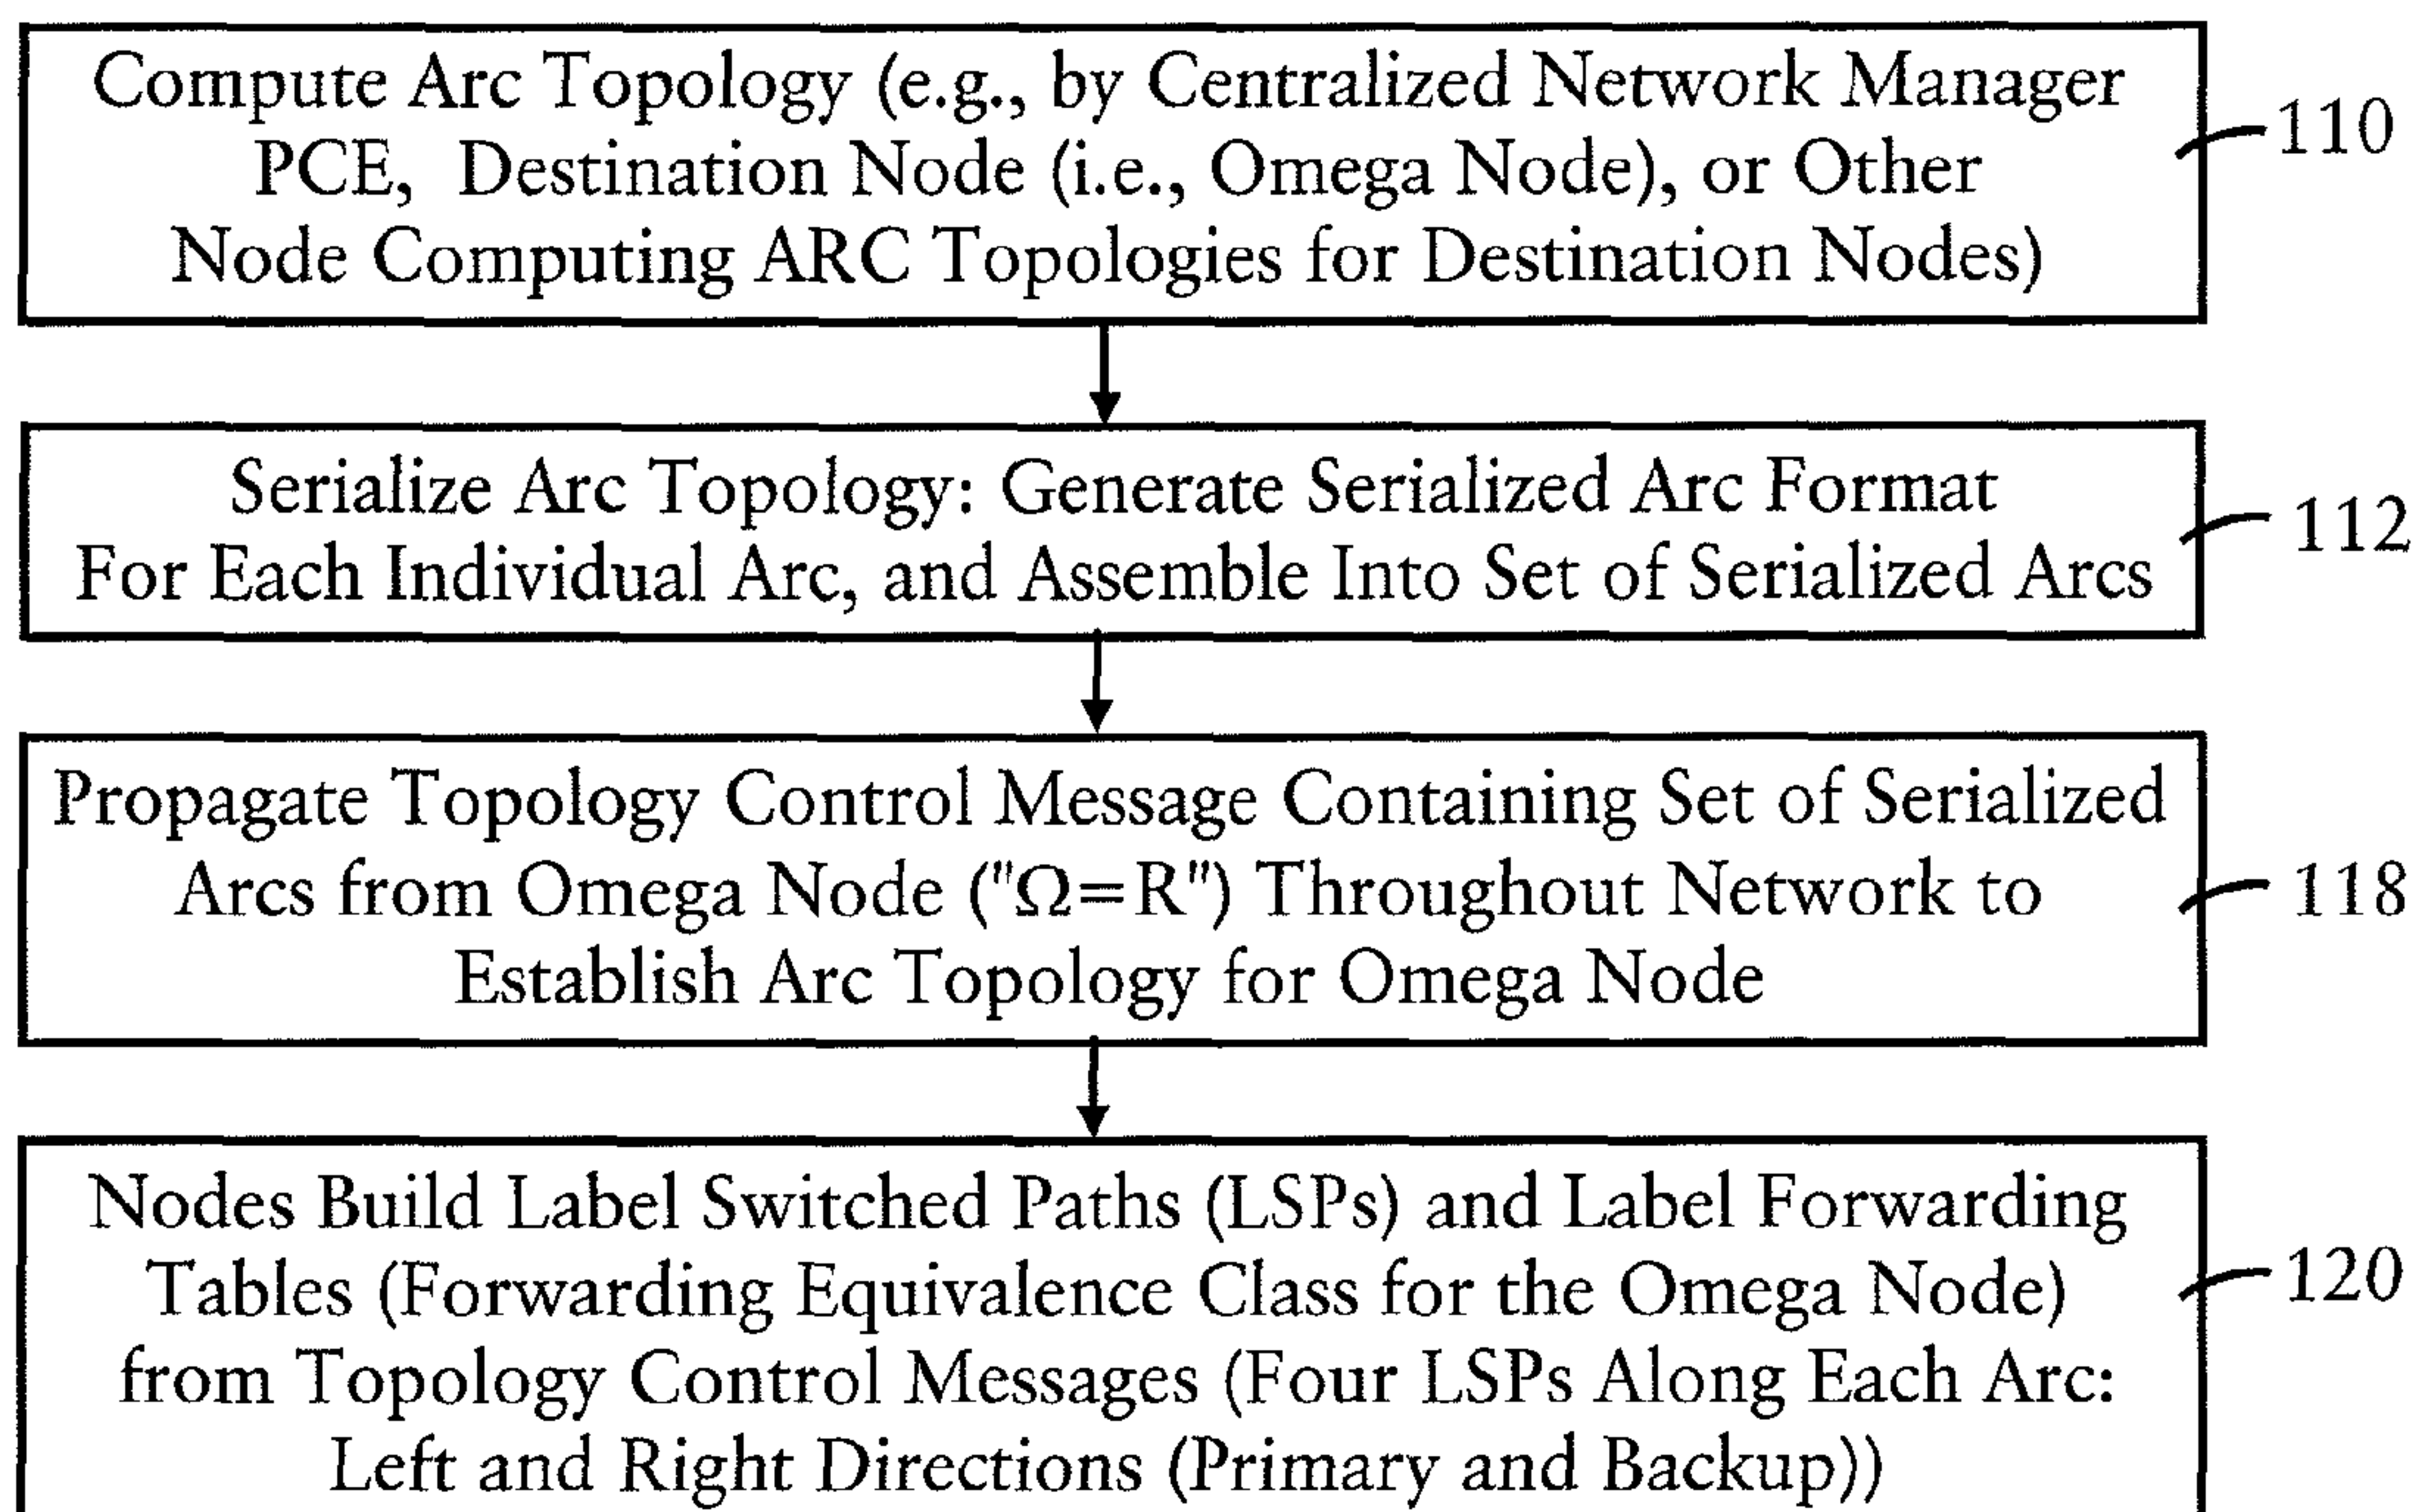 Compute Arc Topology (e.g., by Centralized Network Manager
PCE, Destination Node (i.e., Omega Node), or Other
Node Computing ARC Topologies for Destination Nodes)
110
Serialize Arc Topology: Generate Serialized Arc Format
For Each Individual Arc, and Assemble Into Set of Serialized Arcs
112
Propagate Topology Control Message Containing Set of Serialized
Arcs from Omega Node ("Ω=R") Throughout Network to
Establish Arc Topology for Omega Node
118
Nodes Build Label Switched Paths (LSPs) and Label Forwarding
Tables (Forwarding Equivalence Class for the Omega Node)
from Topology Control Messages (Four LSPs Along Each Arc:
Left and Right Directions (Primary and Backup))
120